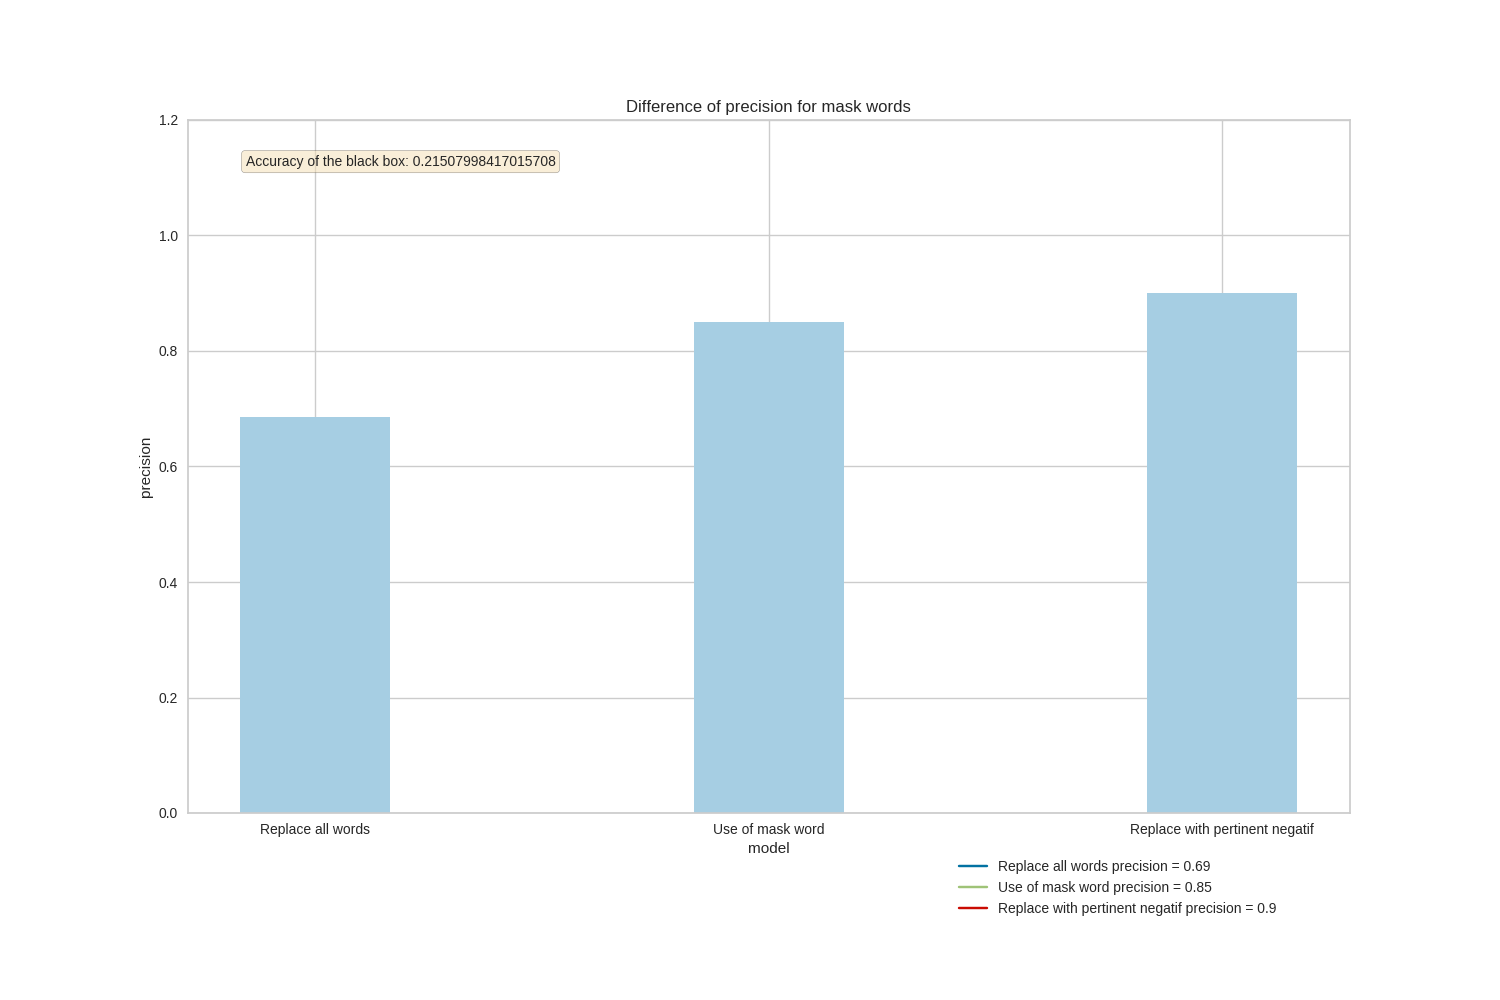 Difference of precision for mask words
1.2
Accuracy of the black box: 0.21507998417015708
1.0
0.8
0.6
0.4
0.2
0.0
precision
Replace all words
Use of mask word
Replace with pertinent negatif
model
Replace all words precision = 0.69
Use of mask word precision = 0.85
Replace with pertinent negatif precision = 0.9